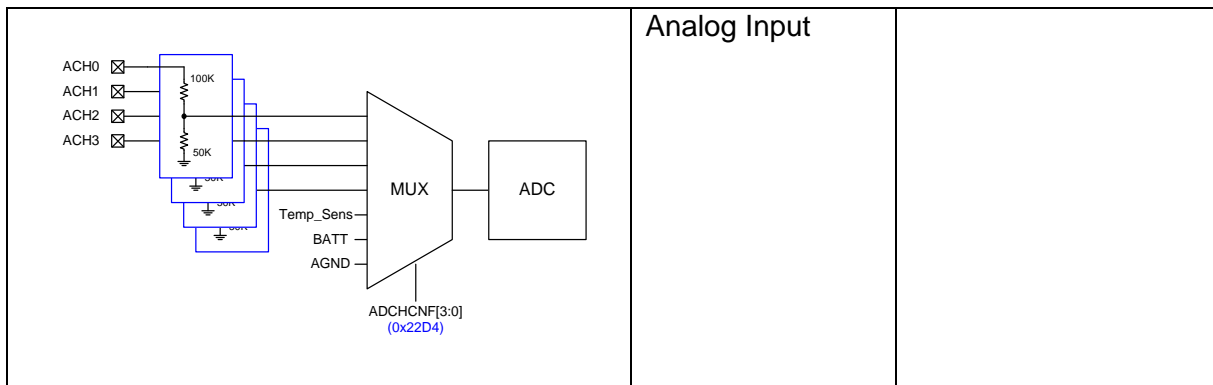 Analog Input
ACH0
ACH1
ACH2
ACH3
100K
50K
Temp_Sens
BATT
AGND
MUX
ADC
ADCHCNF[3:0]
(0x22D4)